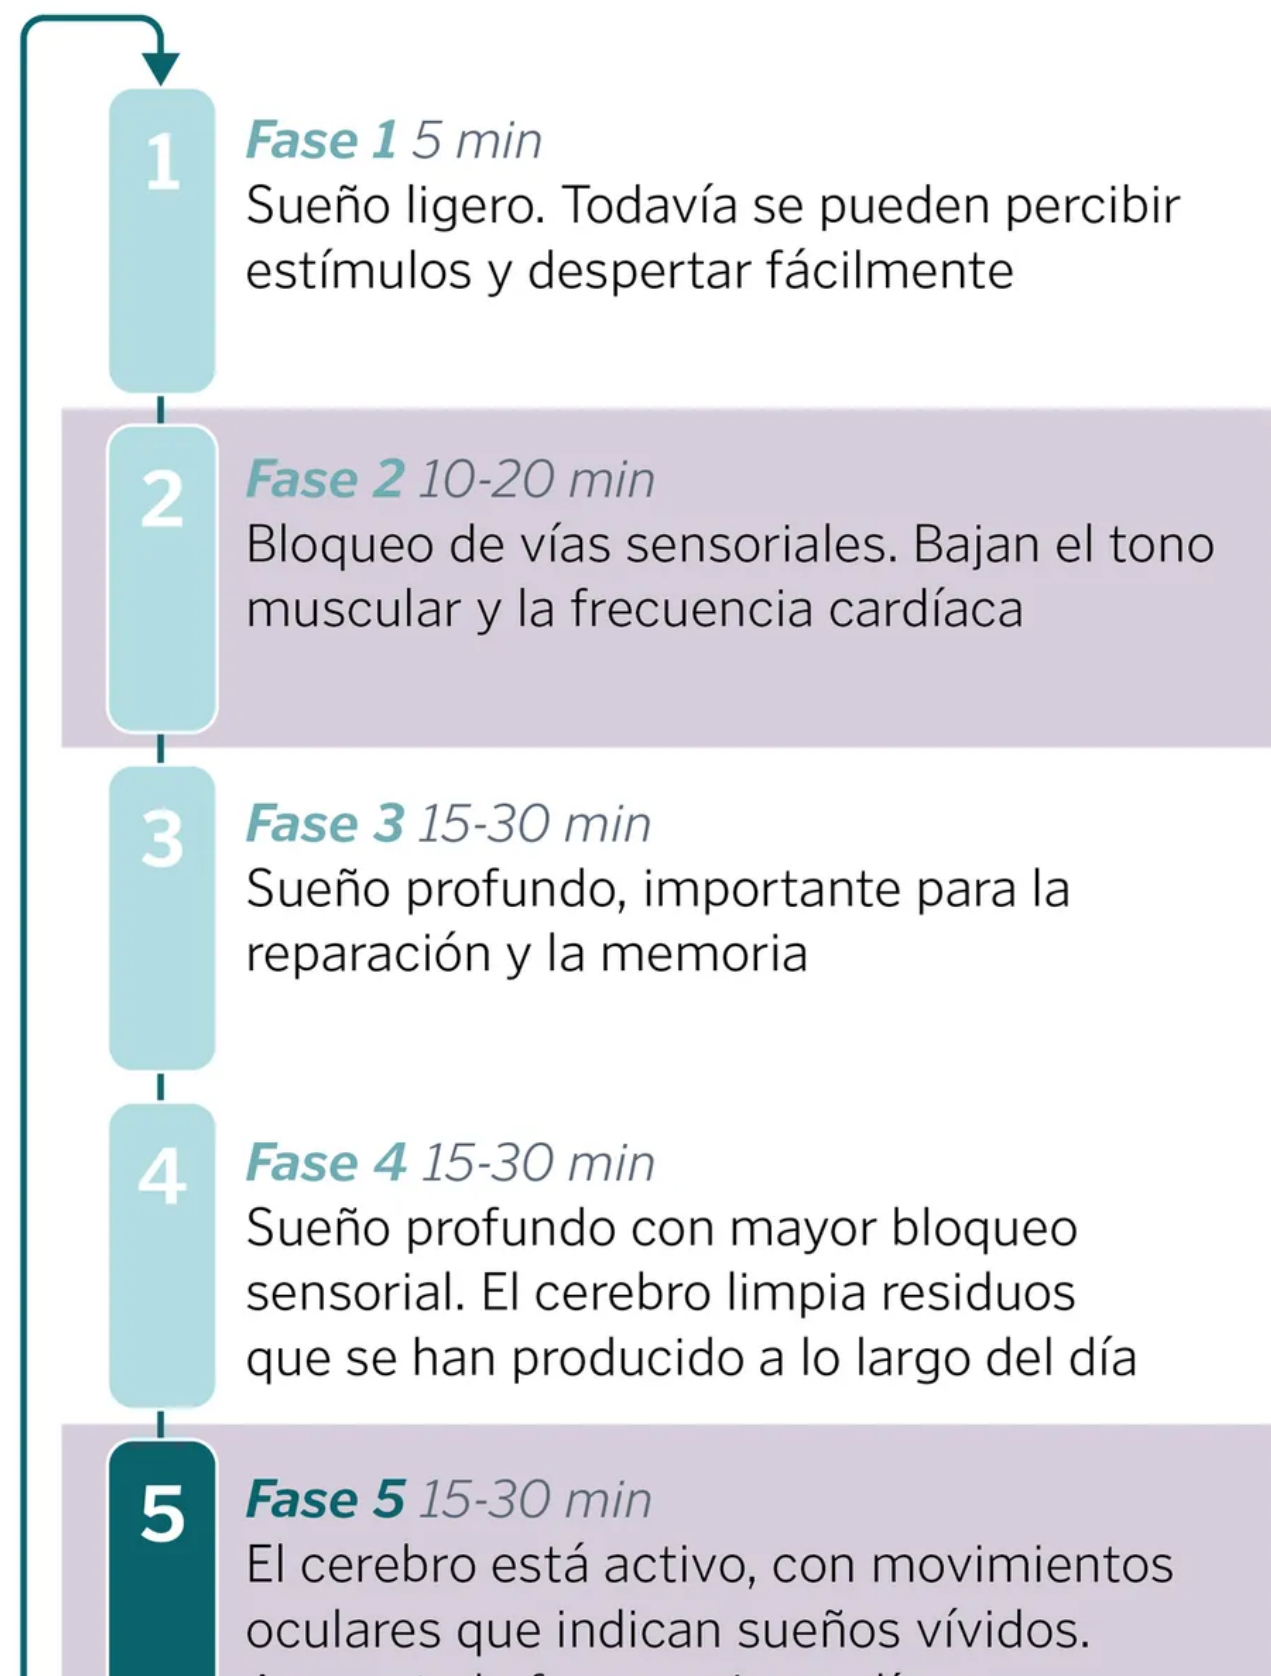 1
Fase 1 5 min
Sueño ligero. Todavía se pueden percibir
estímulos y despertar fácilmente
2
Fase 2 10-20 min
Bloqueo de vías sensoriales. Bajan el tono
muscular y la frecuencia cardíaca
3
Fase 3 15-30 min
Sueño profundo, importante para la
reparación y la memoria
4
Fase 4 15-30 min
Sueño profundo con mayor bloqueo
sensorial. El cerebro limpia residuos
que se han producido a lo largo del día
5
Fase 5 15-30 min
El cerebro está activo, con movimientos
oculares que indican sueños vívidos.